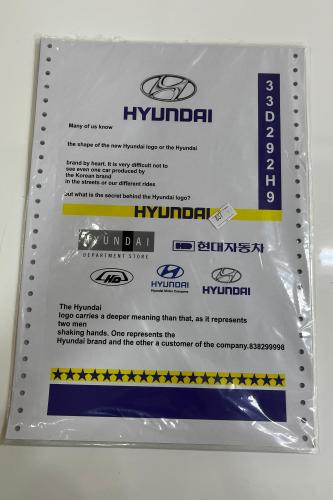 HYUNDAI
33D292H9
Many of us know
the shape of the new Hyundai logo or the Hyundai
brand by heart. It is very difficult not to
see even one car produced by
the Korean brand
in the streets or our different rides
but what is the secret behind the Hyundai logo?
HYUNDAI
HYUNDAI
DEPARTMENT STORE
현대자동차
HYUNDAI
Hyundai Motor Company
HYUNDAI
The Hyundai
logo carries a deeper meaning than that, as it represents
two men
shaking hands. One represents the
Hyundai brand and the other a customer of the company.838299998